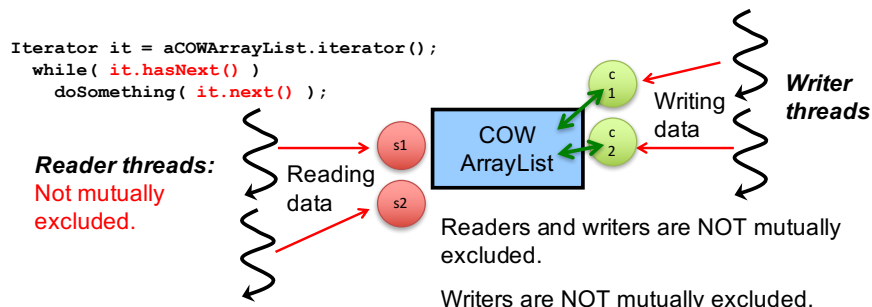 Iterator it = aCOWArrayList.iterator();
while( it.hasNext() )
doSomething( it.next() );
Reader threads:
Not mutually
excluded.
Reading
data
s1
s2
COW
ArrayList
c
1
c
2
Writing
data
Writer
threads
Readers and writers are NOT mutually
excluded.
Writers are NOT mutually excluded.